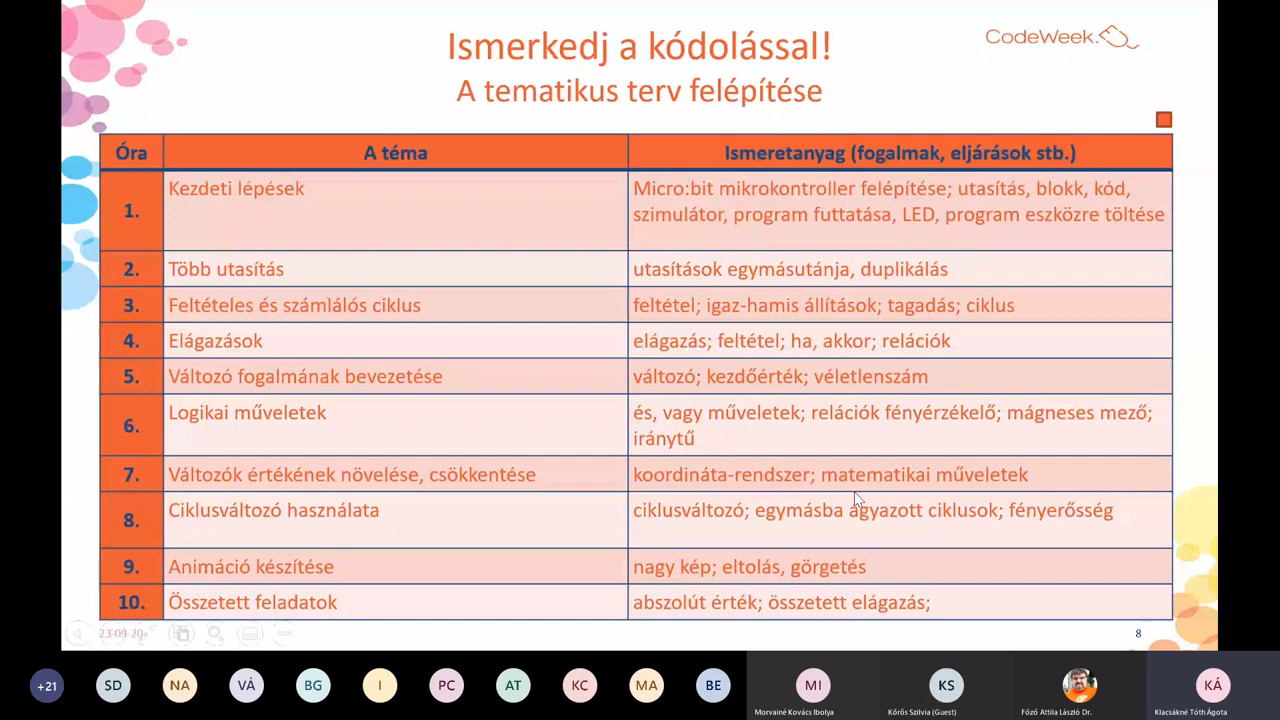 CodeWeek.
Ismerkedj a kódolással!
A tematikus terv felépítése
Óra A téma Ismeretanyag (fogalmak, eljárások stb.)
1. Kezdeti lépések Micro:bit mikrokontroller felépítése; utasítás, blokk, kód,
szimulátor, program futtatása, LED, program eszközre töltése
2. Több utasítás utasítások egymásutánja, duplikálás
3. Feltételes és számlálós ciklus feltétel; igaz-hamis állítások; tagadás; ciklus
4. Elágazások elágazás; feltétel; ha, akkor; relációk
5. Változó fogalmának bevezetése változó; kezdőérték; véletlenszám
6. Logikai műveletek és, vagy műveletek; relációk fényérzékelő; mágneses mező;
iránytű
7. Változók értékének növelése, csökkentése koordináta-rendszer; matematikai műveletek
8. Ciklusváltozó használata ciklusváltozó; egymásba ágyazott ciklusok; fényerősség
9. Animáció készítése nagy kép; eltolás, görgetés
10. Összetett feladatok abszolút érték; összetett elágazás;
23-09-20 8
+21 SD NA VÁ BG I PC AT KC MA BE MI KS KÁ
Morvainé Kovács Ibolya Kőrös Szilvia (Guest) Főző Attila László Dr. Klacsákné Tóth Ágota